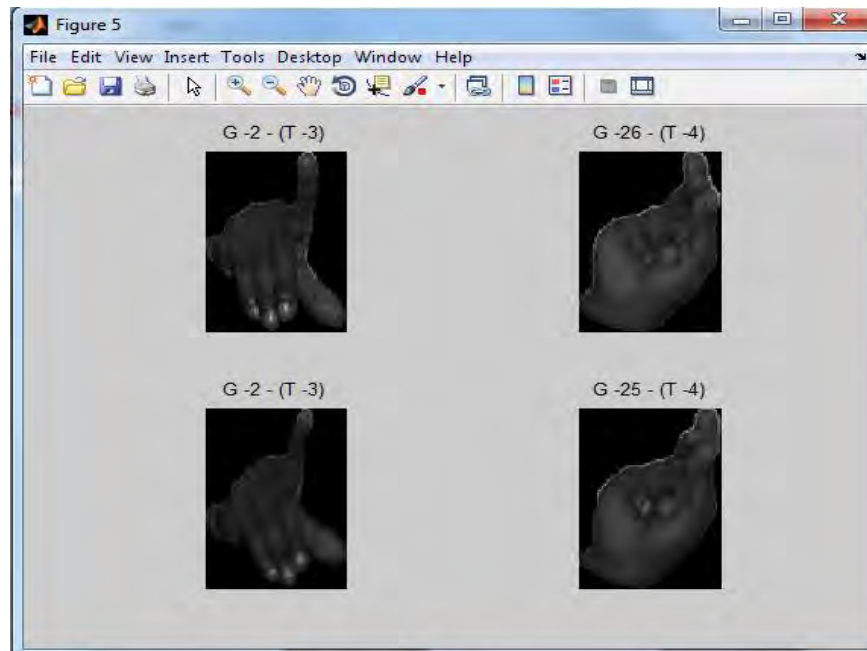 Figure 5
File Edit View Insert Tools Desktop Window Help
G -2 - (T -3)
G -26 - (T -4)
G -2 - (T -3)
G -25 - (T -4)